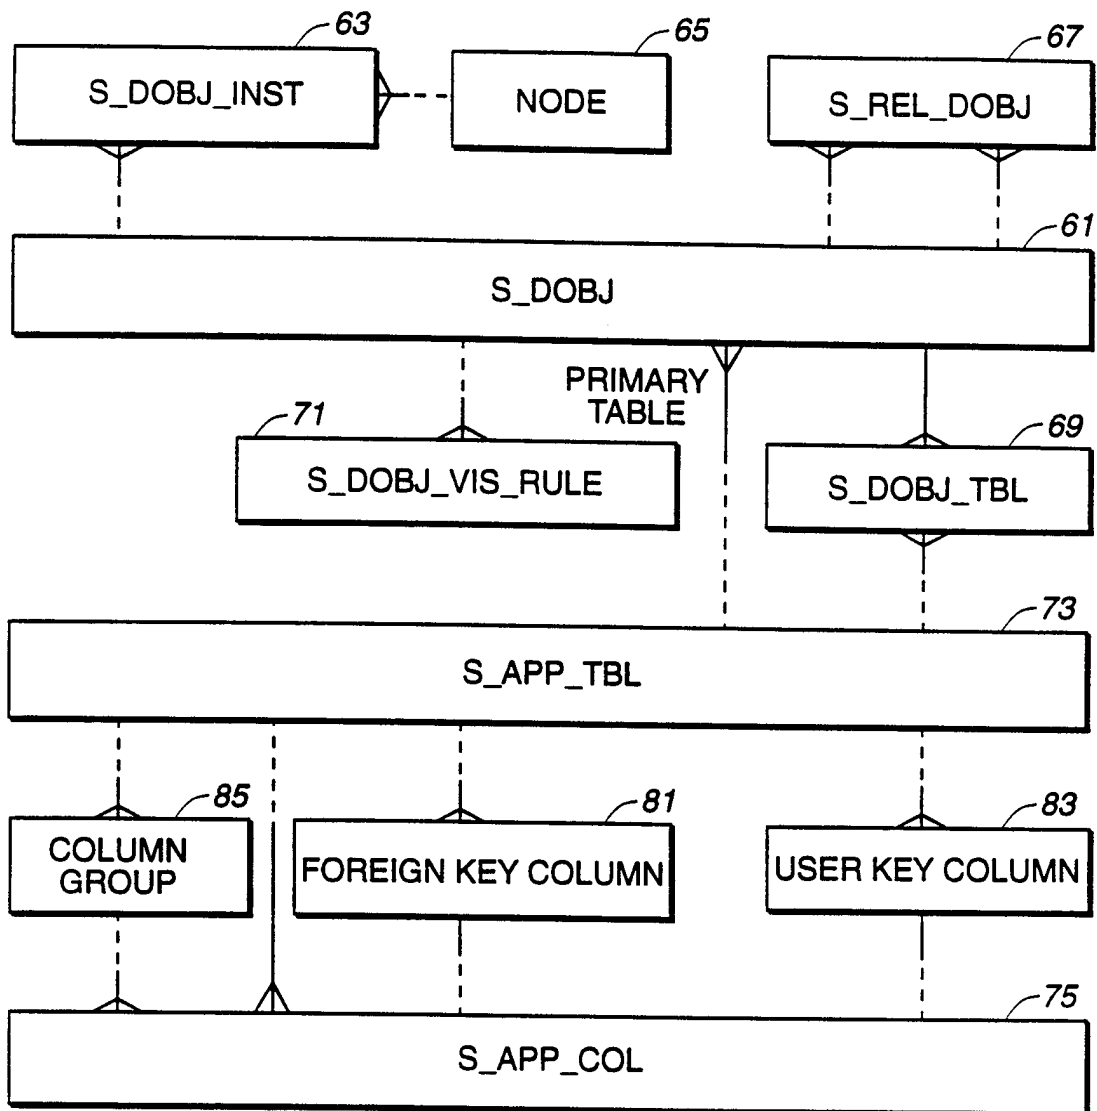 63
65
67
S_DOBJ_INST
NODE
S_REL_DOBJ
61
S_DOBJ
PRIMARY
TABLE
71
69
S_DOBJ_VIS_RULE
S_DOBJ_TBL
73
S_APP_TBL
85
81
83
COLUMN
GROUP
FOREIGN KEY COLUMN
USER KEY COLUMN
75
S_APP_COL